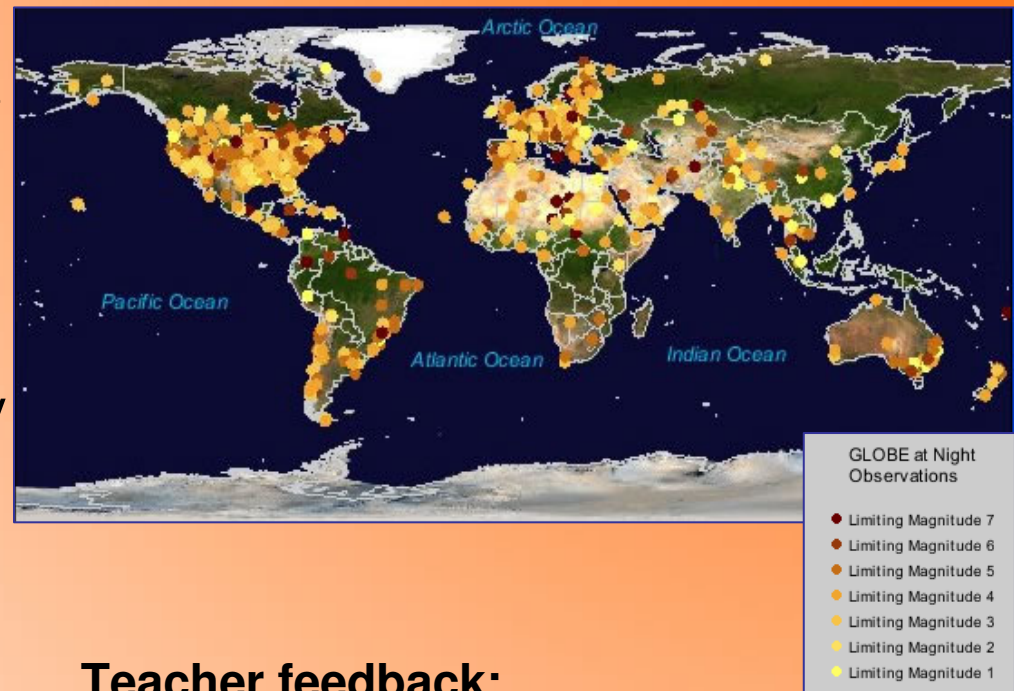 Arctic Ocean
Pacific Ocean
Atlantic Ocean
Indian Ocean
y
GLOBE at Night
Observations
Limiting Magnitude 7
Limiting Magnitude 6
Limiting Magnitude 5
Limiting Magnitude 4
Limiting Magnitude 3
Limiting Magnitude 2
Limiting Magnitude 1
Teacher feedback: